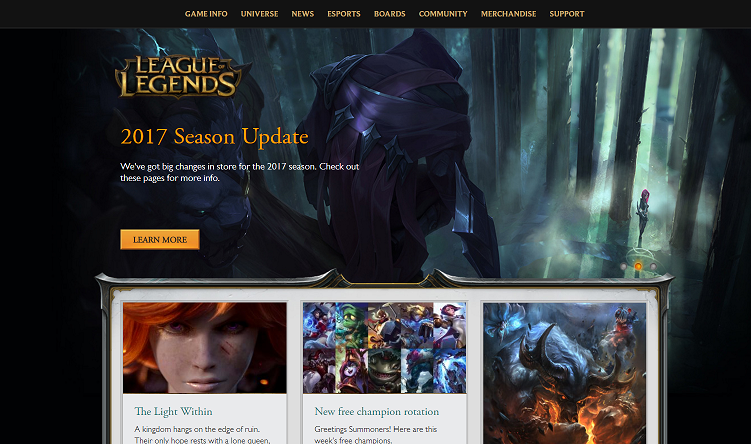 GAME INFO UNIVERSE NEWS ESPORTS BOARDS COMMUNITY MERCHANDISE SUPPORT
LEAGUE OF
LEGENDS
2017 Season Update
We've got big changes in store for the 2017 season. Check out
these pages for more info.
LEARN MORE
The Light Within
A kingdom hangs on the edge of ruin.
Their only hope rests with a lone queen,
New free champion rotation
Greetings Summoners! Here are this
week's free champions.